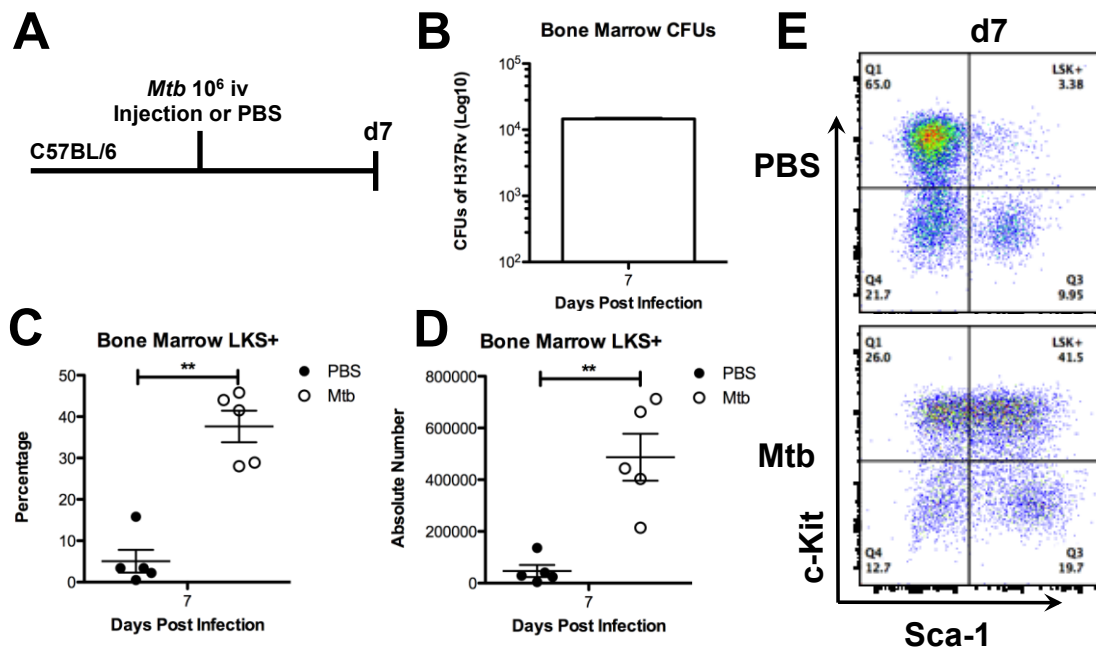 A
Mtb 10⁶ iv
Injection or PBS
C57BL/6
d7
B
Bone Marrow CFUs
CFUs of H37Rv (Log10)
10⁵
10⁴
10³
10²
7
Days Post Infection
C
Bone Marrow LKS+
**
PBS
Mtb
Percentage
50
40
30
20
10
0
7
Days Post Infection
D
Bone Marrow LKS+
**
PBS
Mtb
Absolute Number
800000
600000
400000
200000
0
7
Days Post Infection
E
d7
PBS
Q1
65.0
LSK+
3.38
Q4
21.7
Q3
9.95
Mtb
Q1
26.0
LSK+
41.5
Q4
12.7
Q3
19.7
c-Kit
Sca-1